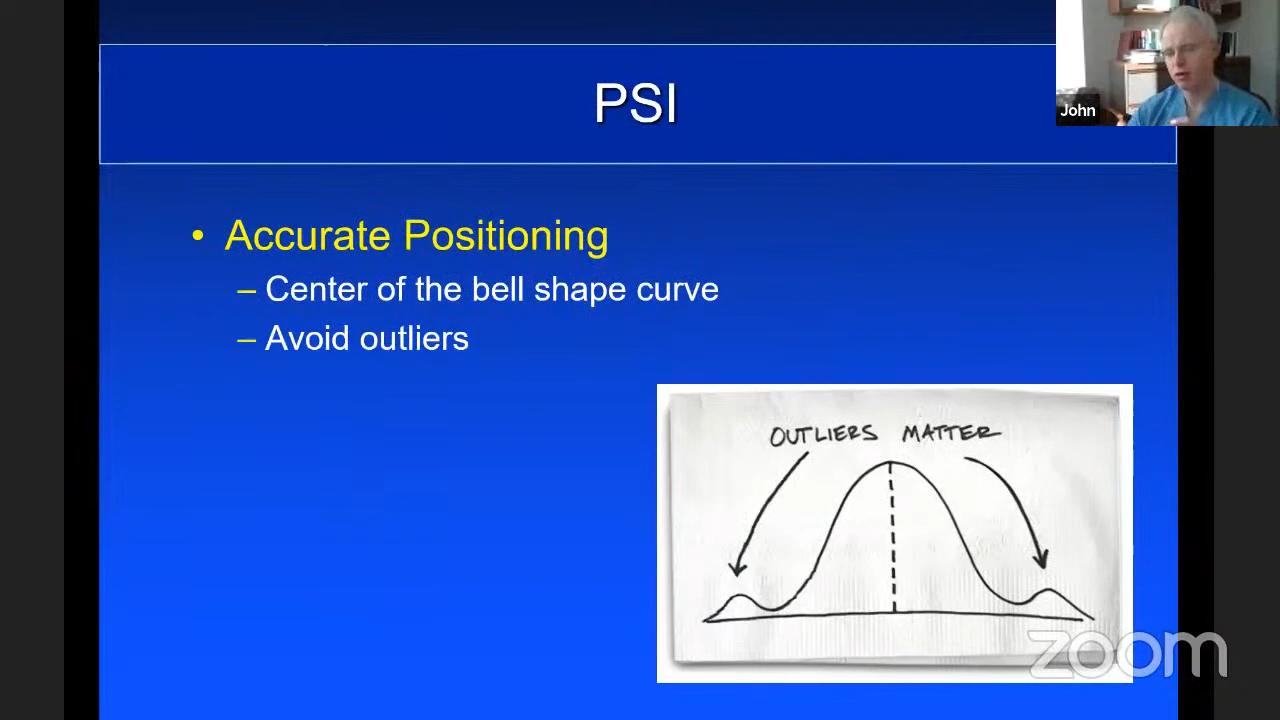 PSI
John
• Accurate Positioning
– Center of the bell shape curve
– Avoid outliers
OUTLIERS MATTER
zoom